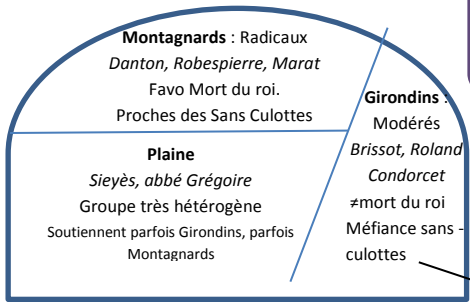 Montagnards : Radicaux
Danton, Robespierre, Marat
Favo Mort du roi.
Proches des Sans Culottes
Plaine
Sieyès, abbé Grégoire
Groupe très hétérogène
Soutiennent parfois Girondins, parfois
Montagnards
Girondins :
Modérés
Brissot, Roland
Condorcet
≠mort du roi
Méfiance sans -
culottes